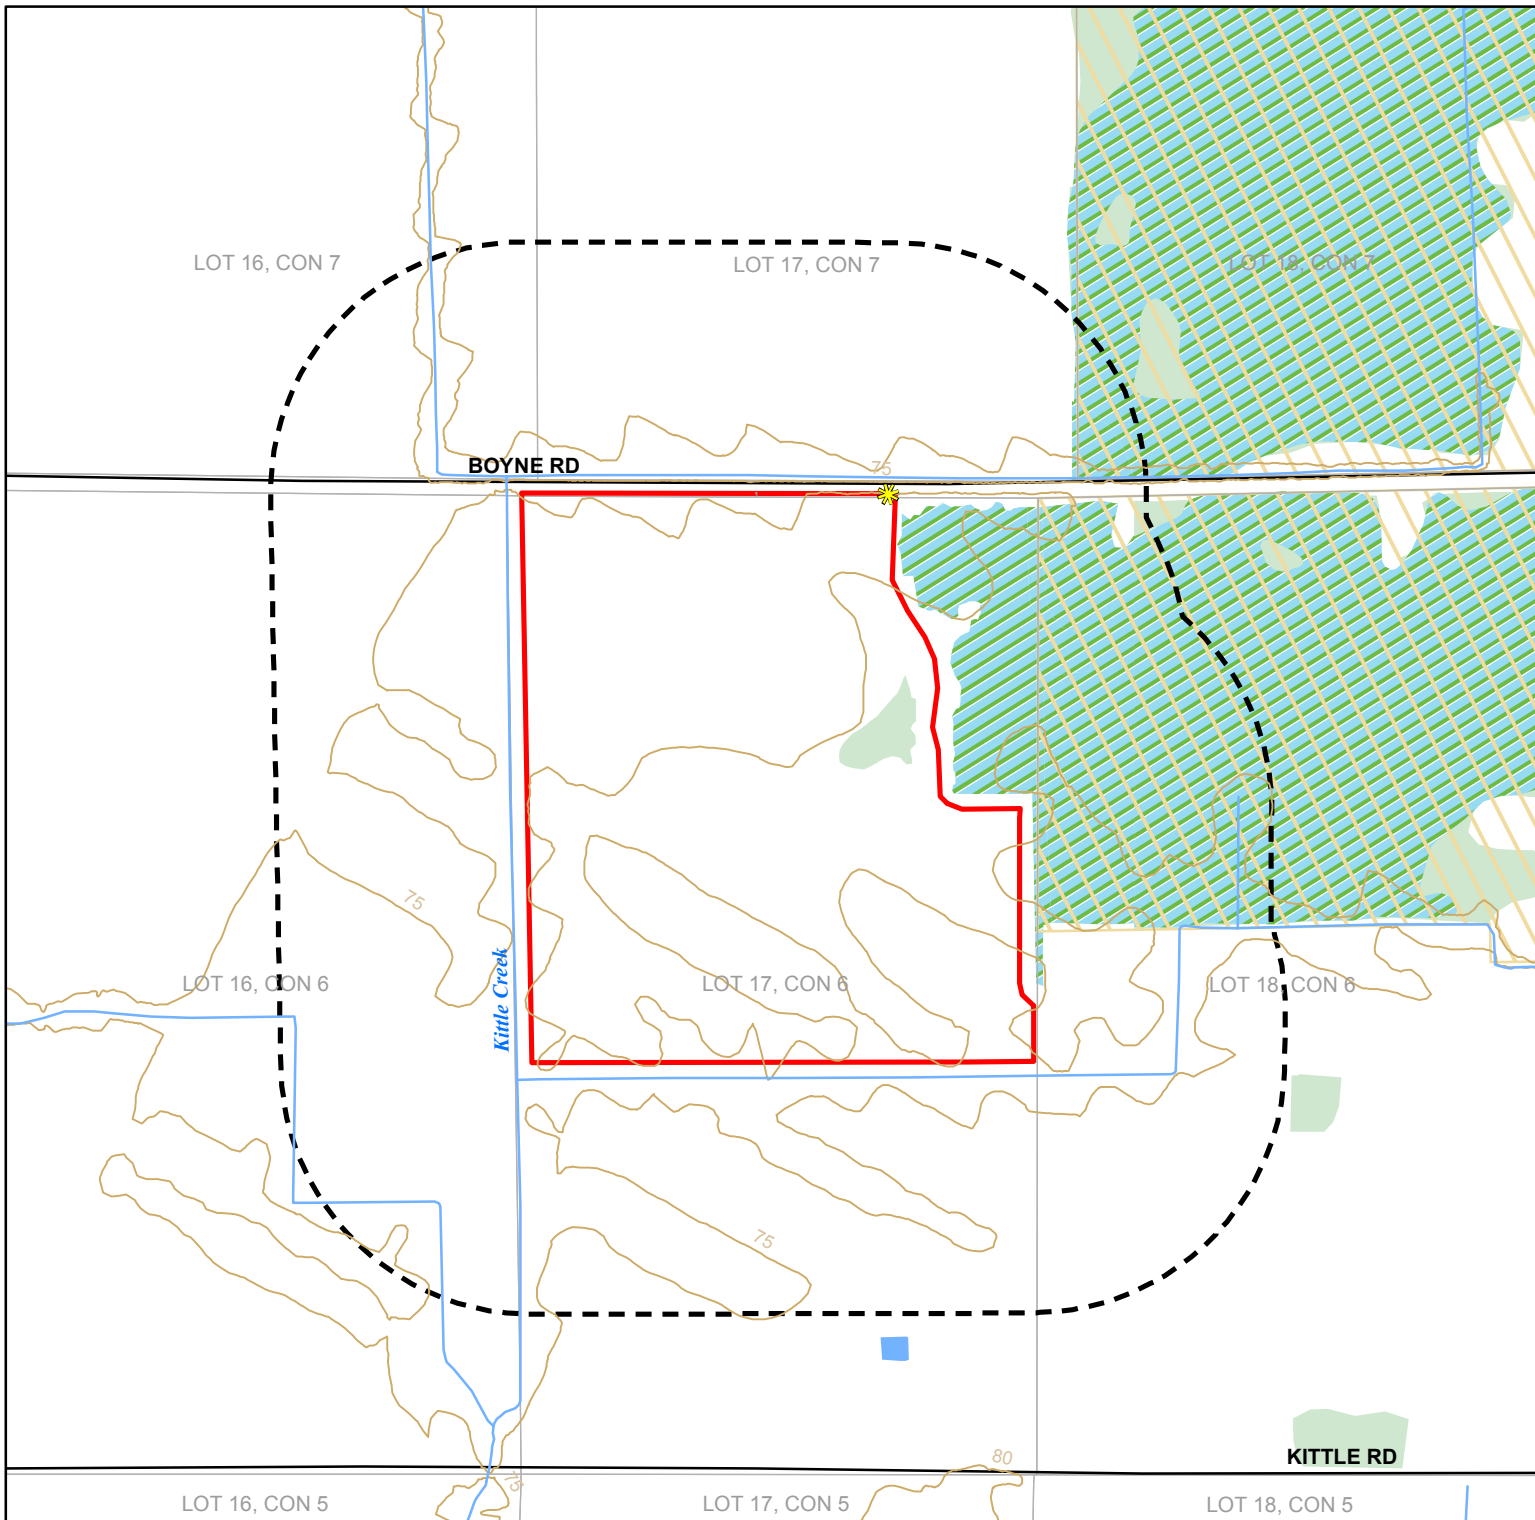 LOT 16, CON 7
LOT 17, CON 7
LOT 18, CON 7
BOYNE RD
75
75
Kittle Creek
LOT 16, CON 6
LOT 17, CON 6
LOT 18, CON 6
75
80
KITTLE RD
75
LOT 16, CON 5
LOT 17, CON 5
LOT 18, CON 5